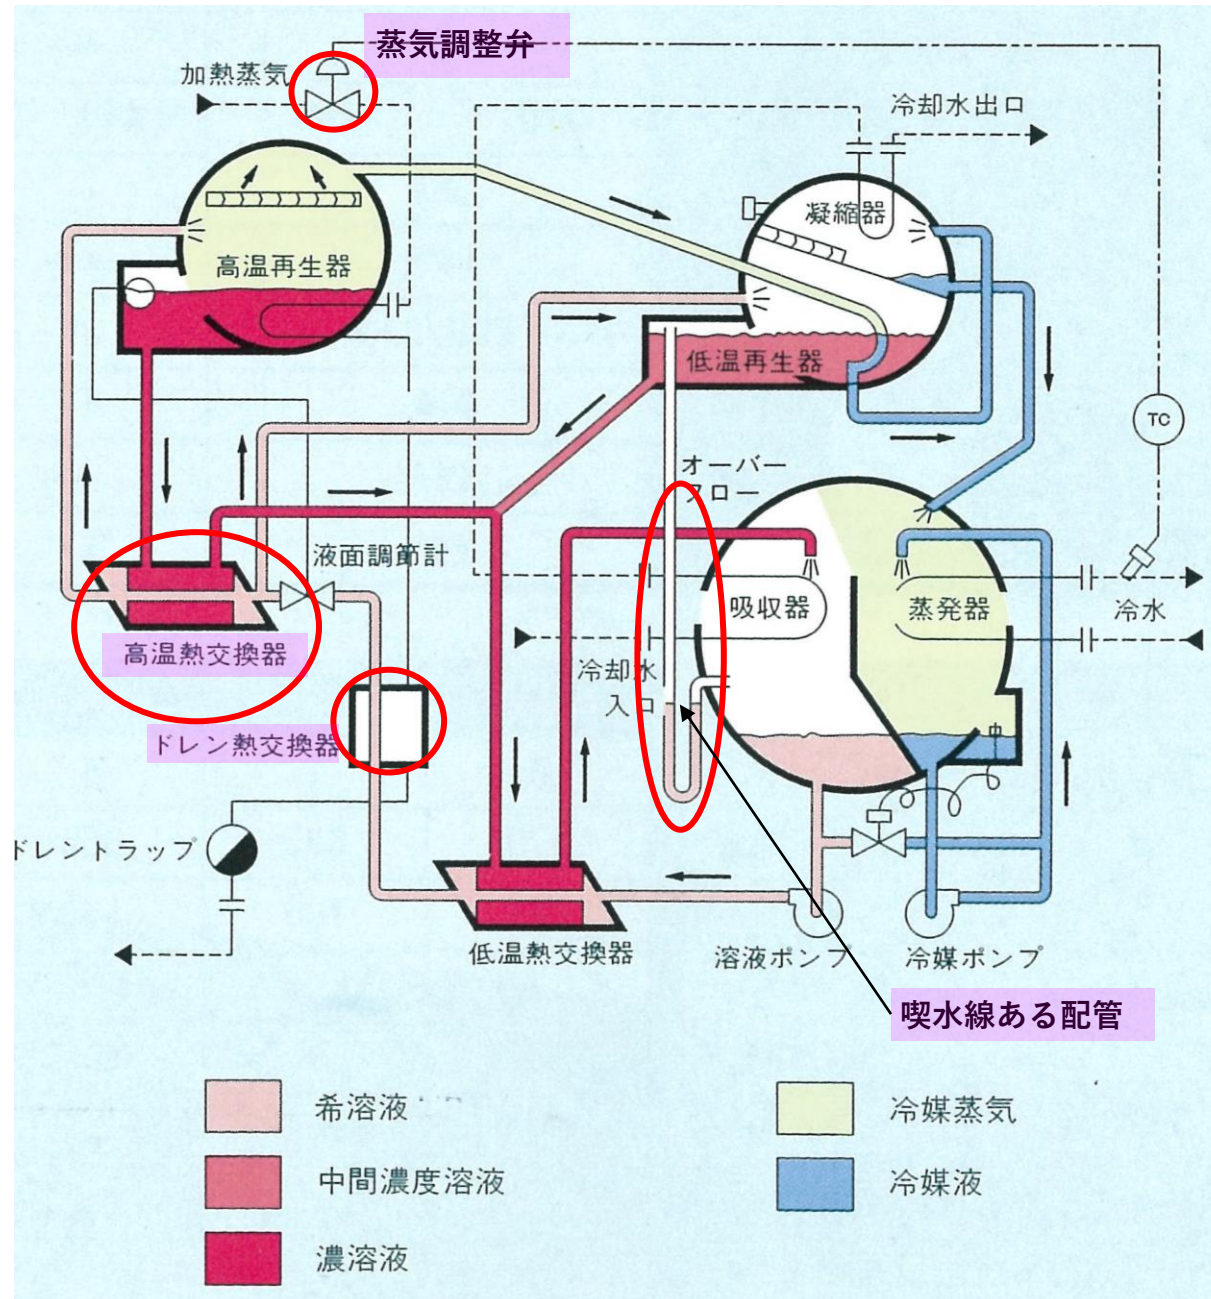 蒸気調整弁
加熱蒸気
冷却水出口
凝縮器
高温再生器
低温再生器
TC
オーバー
フロー
液面調節計
吸収器
蒸発器
冷水
高温熱交換器
冷却水
入口
ドレン熱交換器
中
ドレントラップ
低温熱交換器
溶液ポンプ
冷媒ポンプ
喫水線ある配管
希溶液
冷媒蒸気
中間濃度溶液
冷媒液
濃溶液